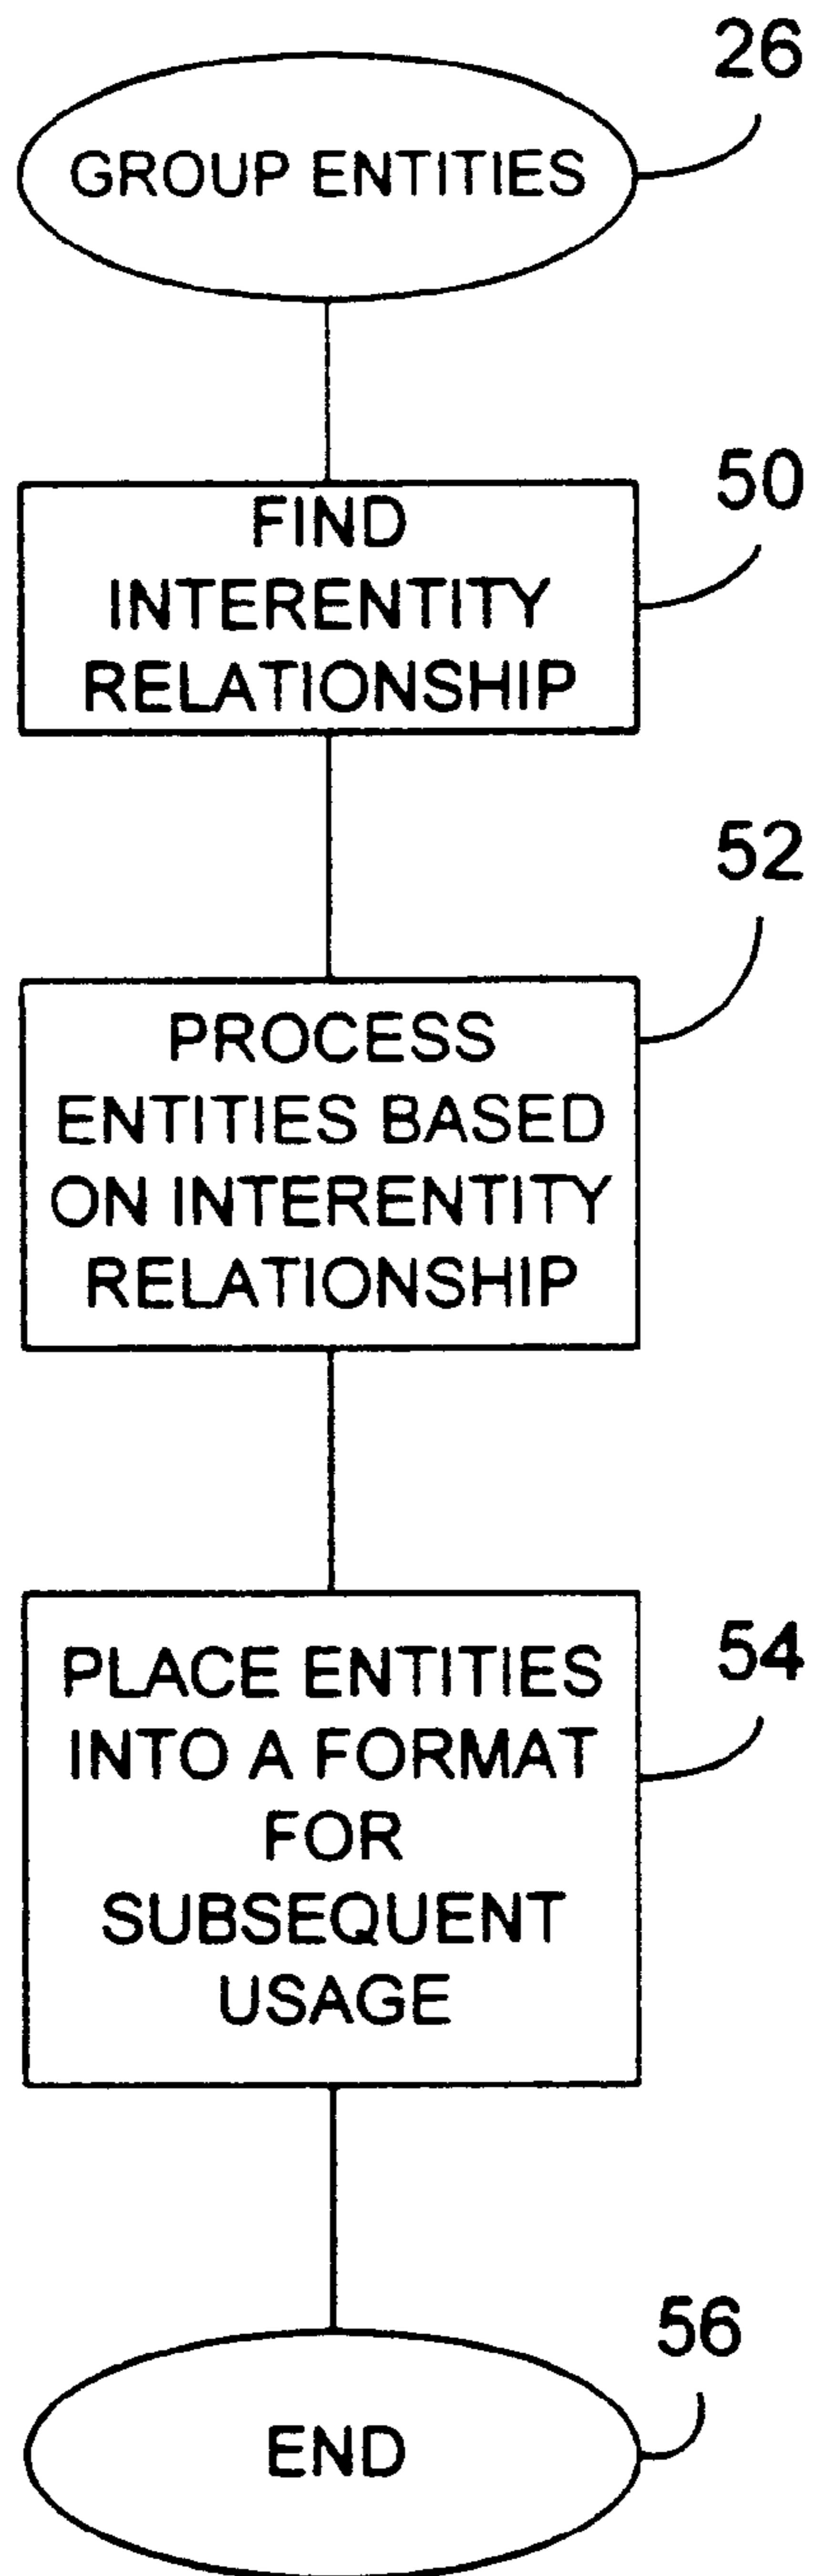 26
GROUP ENTITIES
50
FIND
INTERENTITY
RELATIONSHIP
52
PROCESS
ENTITIES BASED
ON INTERENTITY
RELATIONSHIP
54
PLACE ENTITIES
INTO A FORMAT
FOR
SUBSEQUENT
USAGE
56
END